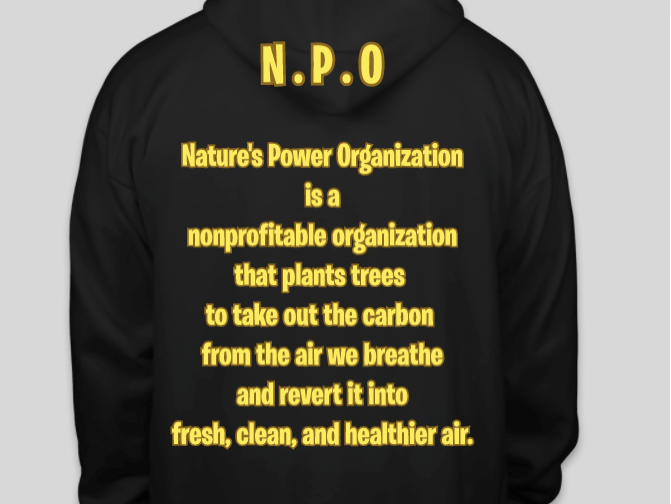 N.P.O
Nature's Power Organization
is a
nonprofitable organization
that plants trees
to take out the carbon
from the air we breathe
and revert it into
fresh, clean, and healthier air.